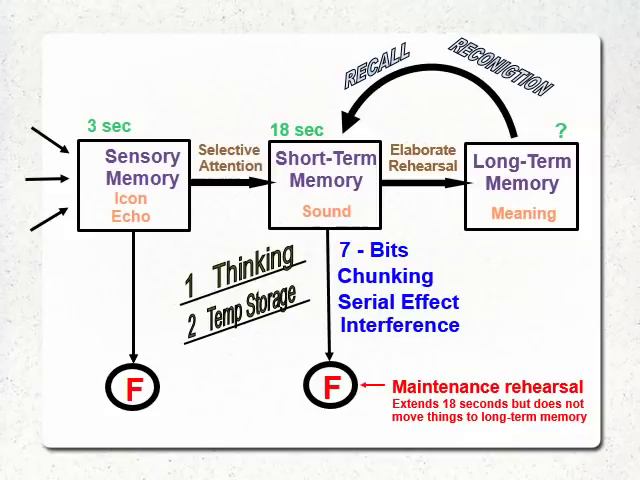 RECALL
RECONIGTION
3 sec
18 sec
?
Sensory
Memory
Icon
Echo
Selective
Attention
Short-Term
Memory
Sound
Elaborate
Rehearsal
Long-Term
Memory
Meaning
1 Thinking
2 Temp Storage
7 - Bits
Chunking
Serial Effect
Interference
F
F
Maintenance rehearsal
Extends 18 seconds but does not
move things to long-term memory